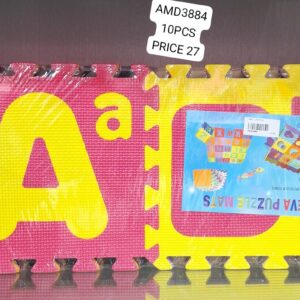 AMD3884
10PCS
PRICE 27
A a
EVA PUZZLE MATS